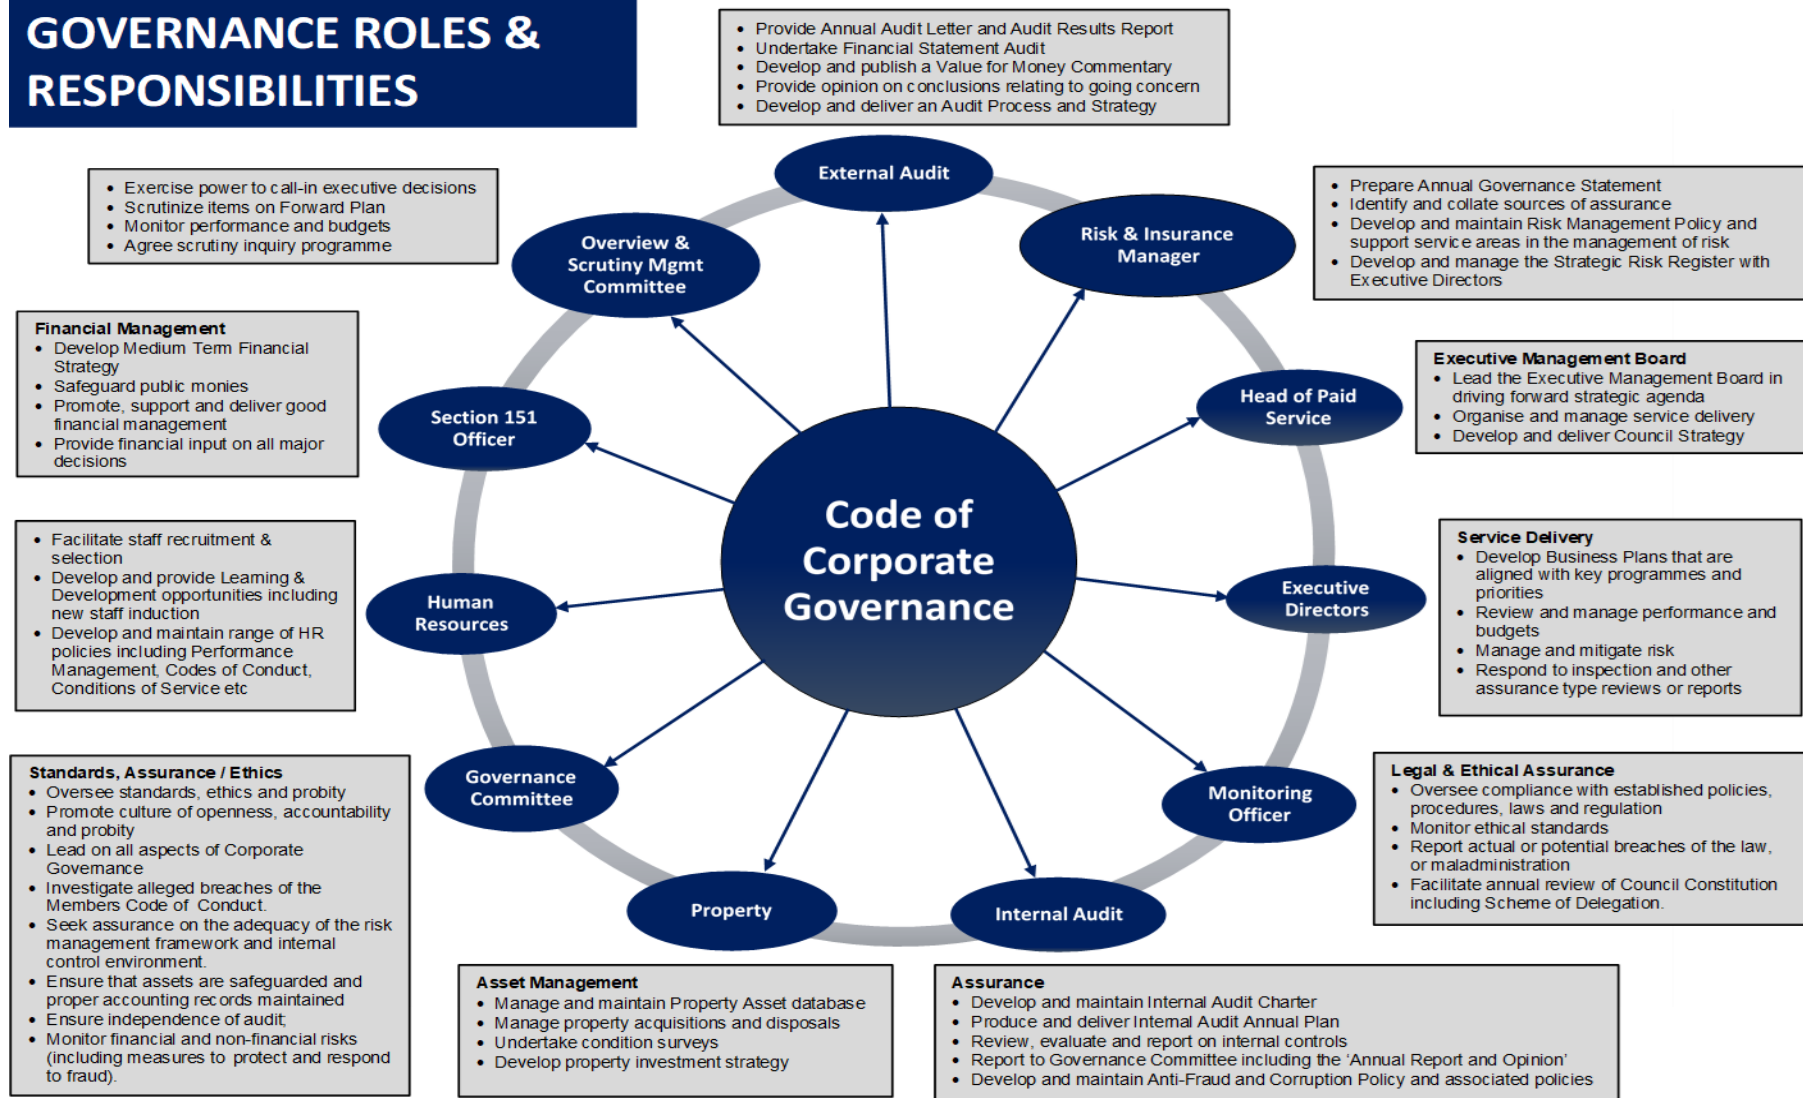 GOVERNANCE ROLES &
RESPONSIBILITIES
• Provide Annual Audit Letter and Audit Results Report
• Undertake Financial Statement Audit
• Develop and publish a Value for Money Commentary
• Provide opinion on conclusions relating to going concern
• Develop and deliver an Audit Process and Strategy
External Audit
• Exercise power to call-in executive decisions
• Scrutinize items on Forward Plan
• Monitor performance and budgets
• Agree scrutiny inquiry programme
Overview &
Scrutiny Mgmt
Committee
Risk & Insurance
Manager
• Prepare Annual Governance Statement
• Identify and collate sources of assurance
• Develop and maintain Risk Management Policy and
support service areas in the management of risk
• Develop and manage the Strategic Risk Register with
Executive Directors
Financial Management
• Develop Medium Term Financial
Strategy
• Safeguard public monies
• Promote, support and deliver good
financial management
• Provide financial input on all major
decisions
Section 151
Officer
Head of Paid
Service
Executive Management Board
• Lead the Executive Management Board in
driving forward strategic agenda
• Organise and manage service delivery
• Develop and deliver Council Strategy
Code of
Corporate
Governance
• Facilitate staff recruitment &
selection
• Develop and provide Learning &
Development opportunities including
new staff induction
• Develop and maintain range of HR
policies including Performance
Management, Codes of Conduct,
Conditions of Service etc
Human
Resources
Executive
Directors
Service Delivery
• Develop Business Plans that are
aligned with key programmes and
priorities
• Review and manage performance and
budgets
• Manage and mitigate risk
• Respond to inspection and other
assurance type reviews or reports
Standards, Assurance / Ethics
• Oversee standards, ethics and probity
• Promote culture of openness, accountability
and probity
• Lead on all aspects of Corporate
Governance
• Investigate alleged breaches of the
Members Code of Conduct.
• Seek assurance on the adequacy of the risk
management framework and internal
control environment.
• Ensure that assets are safeguarded and
proper accounting records maintained
• Ensure independence of audit;
• Monitor financial and non-financial risks
(including measures to protect and respond
to fraud).
Governance
Committee
Monitoring
Officer
Legal & Ethical Assurance
• Oversee compliance with established policies,
procedures, laws and regulation
• Monitor ethical standards
• Report actual or potential breaches of the law,
or maladministration
• Facilitate annual review of Council Constitution
including Scheme of Delegation.
Property
Internal Audit
Asset Management
• Manage and maintain Property Asset database
• Manage property acquisitions and disposals
• Undertake condition surveys
• Develop property investment strategy
Assurance
• Develop and maintain Internal Audit Charter
• Produce and deliver Internal Audit Annual Plan
• Review, evaluate and report on internal controls
• Report to Governance Committee including the ‘Annual Report and Opinion’
• Develop and maintain Anti-Fraud and Corruption Policy and associated policies